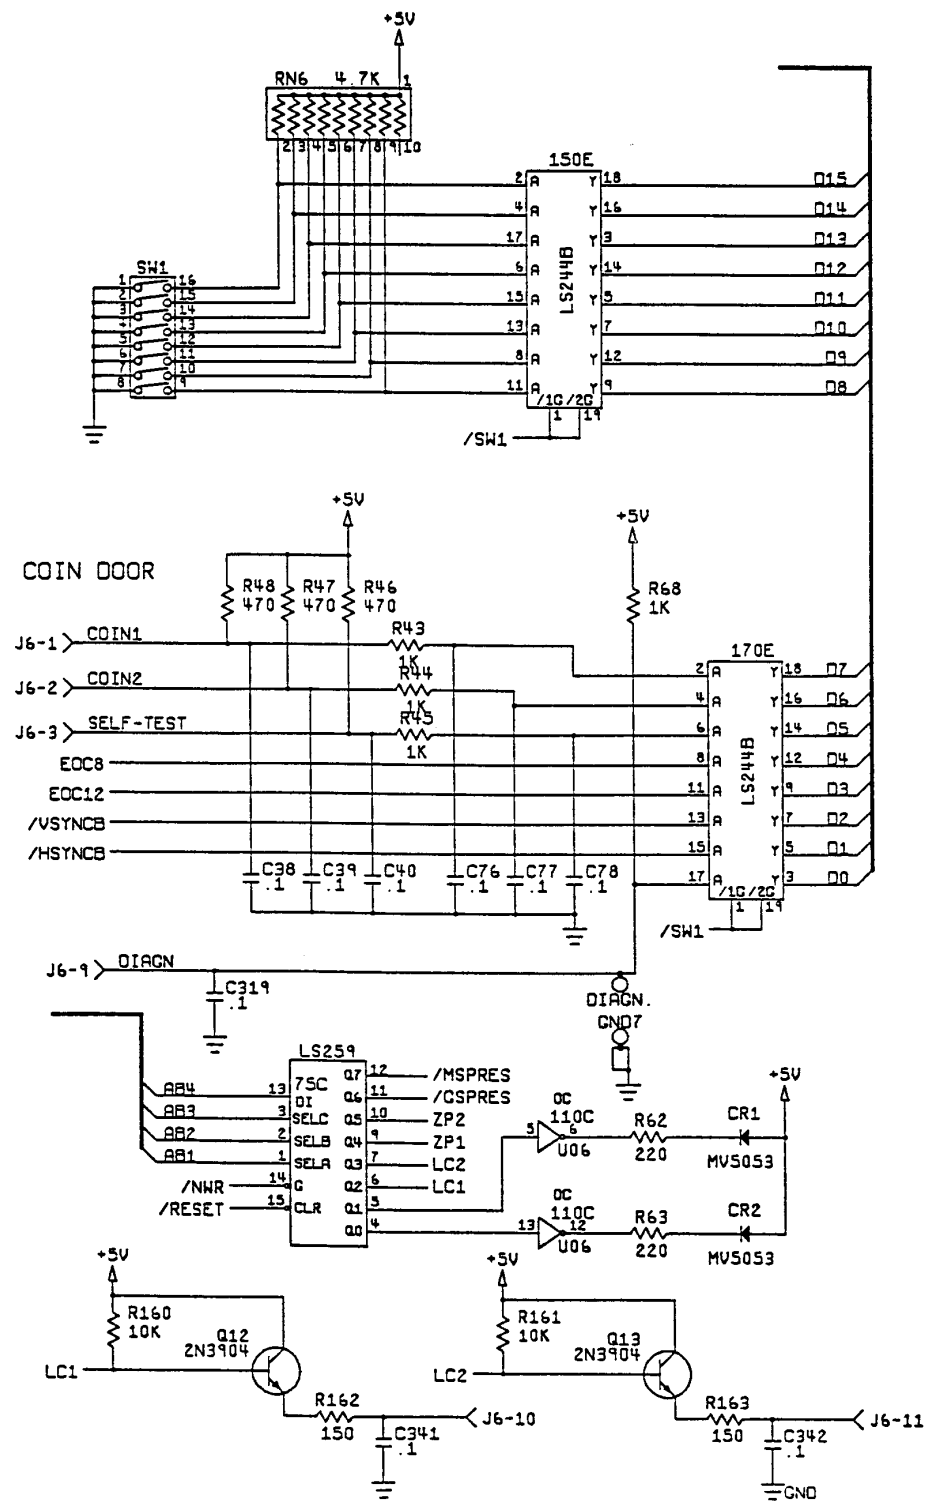 +5V
RN6 4.7K 1
2 3 4 5 6 7 8 9 10
150E
2 A Y 18 D15
4 A Y 16 D14
17 A Y 3 D13
6 A Y 14 D12
15 A Y 5 D11
13 A Y 7 D10
8 A Y 12 D9
11 A Y 9 D8
LS244B
/1G /2G
1 19
/SW1
SW1
1 16
2 15
3 14
4 13
5 12
6 11
7 10
8 9
+5V
+5V
COIN DOOR
R48 470
R47 470
R46 470
R68 1K
J6-1 COIN1
R43 1K
J6-2 COIN2
R44 1K
J6-3 SELF-TEST
R45 1K
EOC8
EOC12
/VSYNCB
/HSYNCB
170E
2 A Y 18 D7
4 A Y 16 D6
6 A Y 14 D5
8 A Y 12 D4
11 A Y 9 D3
13 A Y 7 D2
15 A Y 5 D1
17 A Y 3 D0
LS244B
/1G /2G
1 19
/SW1
C38 .1
C39 .1
C40 .1
C76 .1
C77 .1
C78 .1
J6-9 DIAGN
C319 .1
DIAGN.
GND7
LS259
75C
AB4 13 DI
AB3 3 SELC
AB2 2 SELB
AB1 1 SELA
/NWR 14 G
/RESET 15 CLR
Q7 12 /MSPRES
Q6 11 /GSPRES
Q5 10 ZP2
Q4 9 ZP1
Q3 7 LC2
Q2 6 LC1
Q1 5
Q0 4
OC
110C
5 6
U06
R62 220
CR1
MV5053
+5V
OC
110C
13 12
U06
R63 220
CR2
MV5053
+5V
R160 10K
Q12
2N3904
LC1
R162 150
J6-10
C341 .1
+5V
R161 10K
Q13
2N3904
LC2
R163 150
J6-11
C342 .1
GND